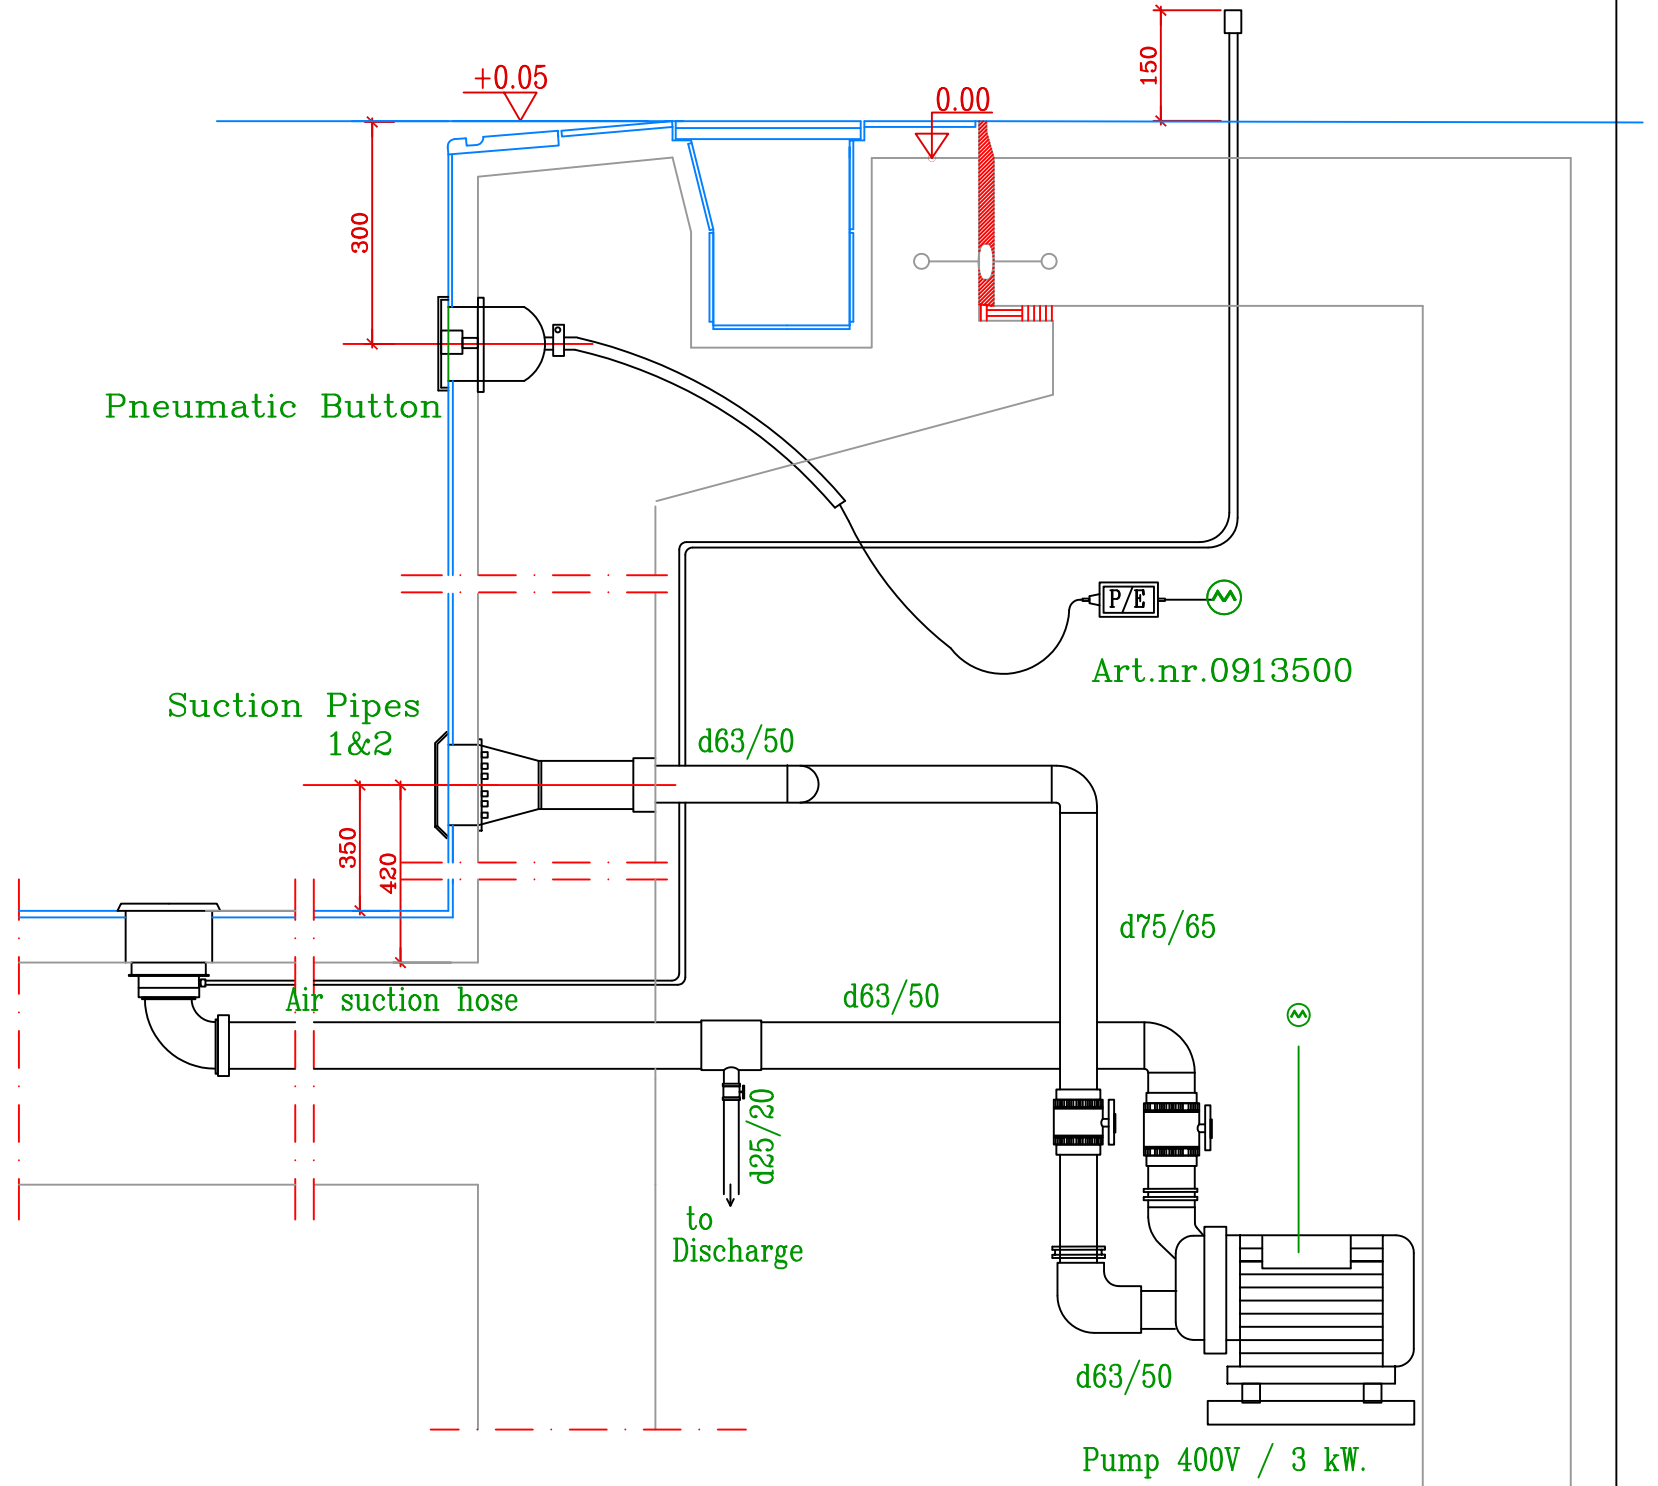 150
+0.05
0.00
300
Pneumatic Button
P/E
Art.nr.0913500
Suction Pipes
1&2
d63/50
350
420
d75/65
Air suction hose
d63/50
d25/20
to
Discharge
d63/50
Pump 400V / 3 kW.